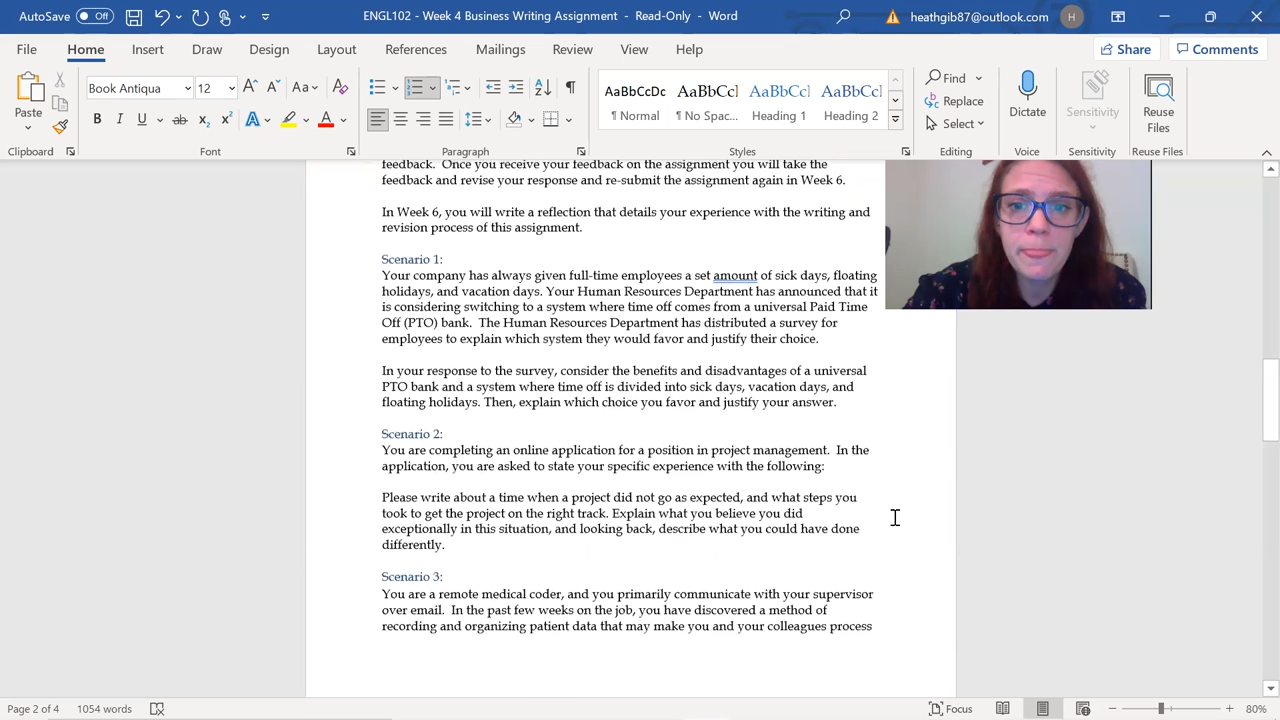 AutoSave Off ENGL102 - Week 4 Business Writing Assignment - Read-Only - Word heathgib87@outlook.com H
File Home Insert Draw Design Layout References Mailings Review View Help Share Comments
Book Antiqua 12 Aa A A ab x₂ x² B I U A A
AaBbCcDc AaBbCcI AaBbCcI AaBbCcI
¶ Normal ¶ No Spac... Heading 1 Heading 2
Find
Replace
Select
Paste Dictate Sensitivity Reuse Files
Clipboard Font Paragraph Styles Editing Voice Sensitivity Reuse Files
feedback.  Once you receive your feedback on the assignment you will take the
feedback and revise your response and re-submit the assignment again in Week 6.
In Week 6, you will write a reflection that details your experience with the writing and
revision process of this assignment.
Scenario 1:
Your company has always given full-time employees a set amount of sick days, floating
holidays, and vacation days. Your Human Resources Department has announced that it
is considering switching to a system where time off comes from a universal Paid Time
Off (PTO) bank.  The Human Resources Department has distributed a survey for
employees to explain which system they would favor and justify their choice.
In your response to the survey, consider the benefits and disadvantages of a universal
PTO bank and a system where time off is divided into sick days, vacation days, and
floating holidays. Then, explain which choice you favor and justify your answer.
Scenario 2:
You are completing an online application for a position in project management.  In the
application, you are asked to state your specific experience with the following:
Please write about a time when a project did not go as expected, and what steps you
took to get the project on the right track. Explain what you believe you did
exceptionally in this situation, and looking back, describe what you could have done
differently.
Scenario 3:
You are a remote medical coder, and you primarily communicate with your supervisor
over email.  In the past few weeks on the job, you have discovered a method of
recording and organizing patient data that may make you and your colleagues process
Page 2 of 4 1054 words Focus 80%